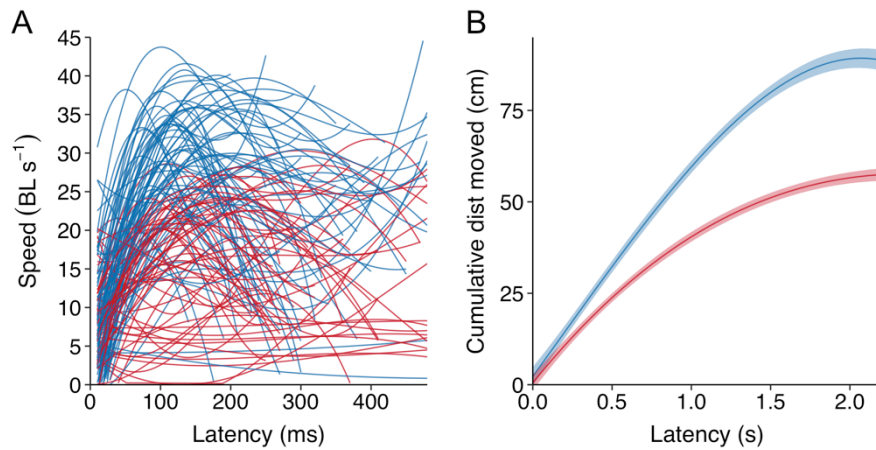 A
Speed (BL s⁻¹)
45
40
35
30
25
20
15
10
5
0
0 100 200 300 400
Latency (ms)
B
Cumulative dist moved (cm)
75
50
25
0
0.0 0.5 1.0 1.5 2.0
Latency (s)